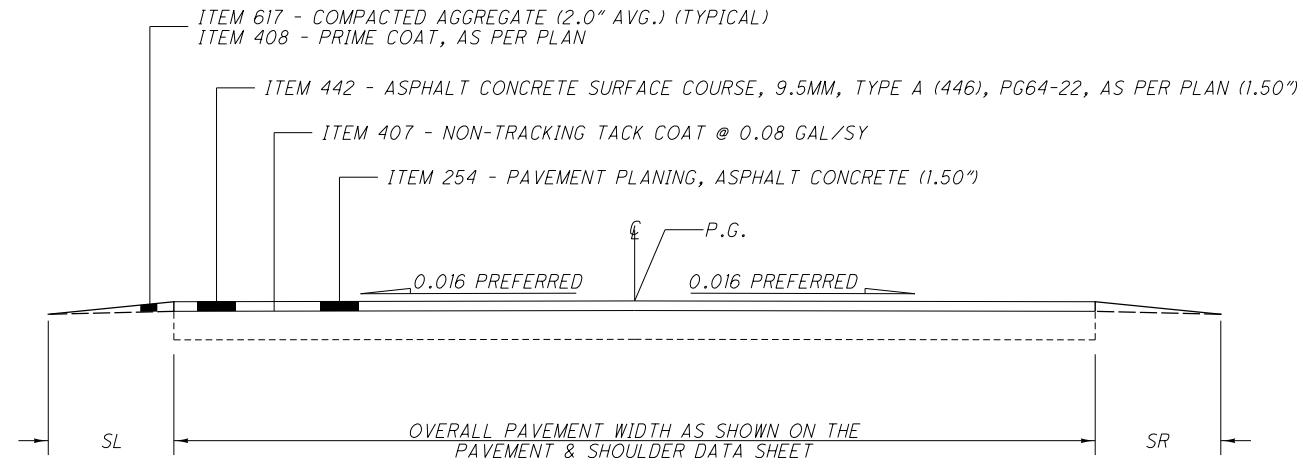 ITEM 617 - COMPACTED AGGREGATE (2.0" AVG.) (TYPICAL)
ITEM 408 - PRIME COAT, AS PER PLAN
ITEM 442 - ASPHALT CONCRETE SURFACE COURSE, 9.5MM, TYPE A (446), PG64-22, AS PER PLAN (1.50")
ITEM 407 - NON-TRACKING TACK COAT @ 0.08 GAL/SY
ITEM 254 - PAVEMENT PLANING, ASPHALT CONCRETE (1.50")
℄ P.G.
0.016 PREFERRED 0.016 PREFERRED
SL OVERALL PAVEMENT WIDTH AS SHOWN ON THE SR
PAVEMENT & SHOULDER DATA SHEET